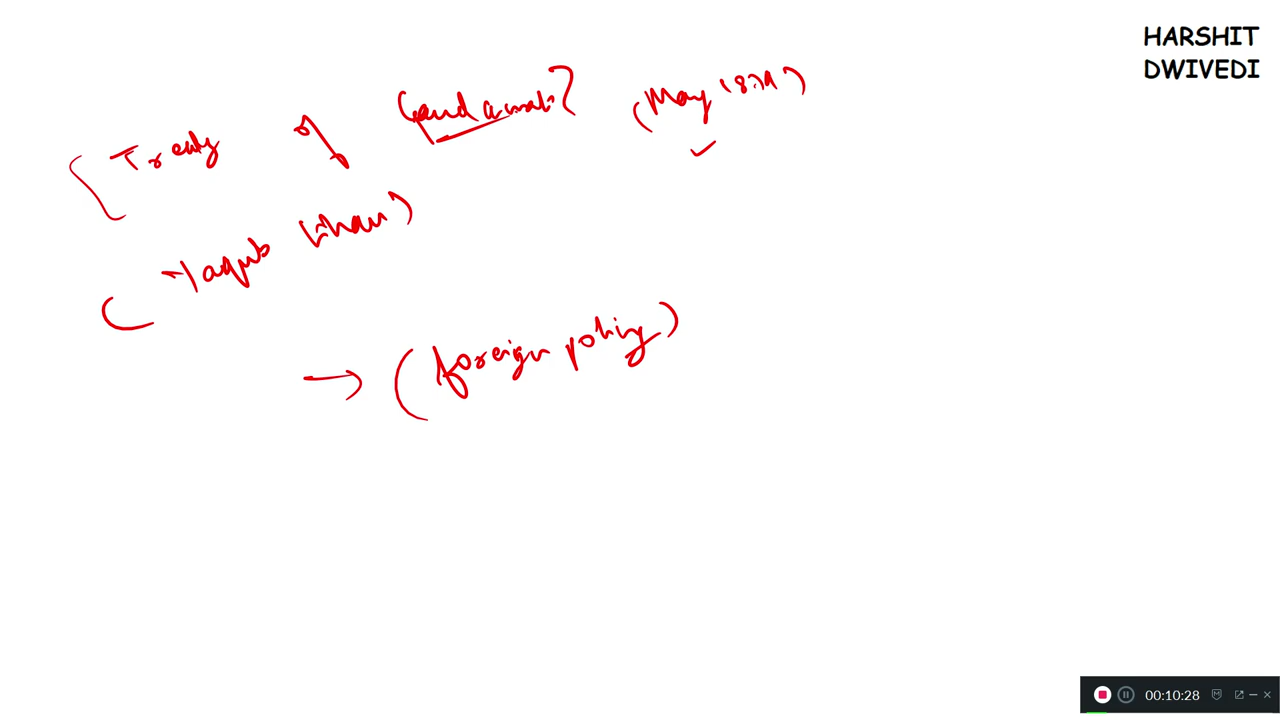 HARSHIT
DWIVEDI
Treaty of Gandamak (May 1879)
Yaqub Khan)
→ (foreign policy)
00:10:28